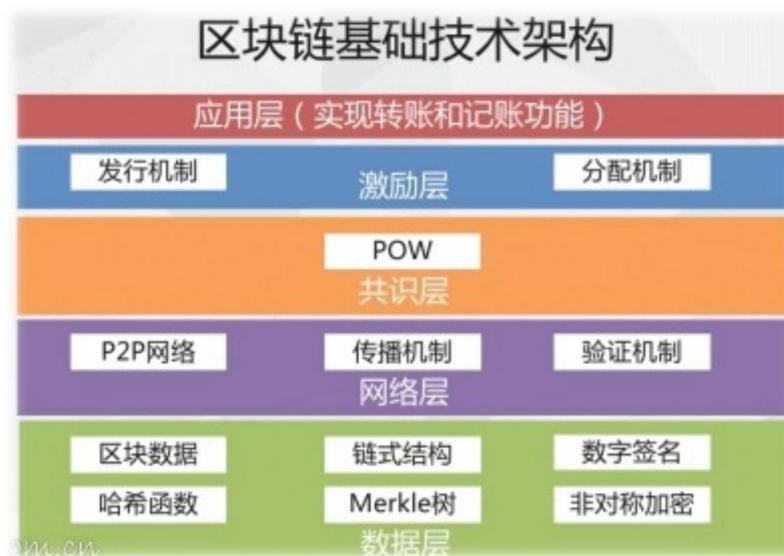 区块链基础技术架构
应用层（实现转账和记账功能）
发行机制 激励层 分配机制
POW
共识层
P2P网络 传播机制 验证机制
网络层
区块数据 链式结构 数字签名
哈希函数 Merkle树 非对称加密
数据层
om.cn